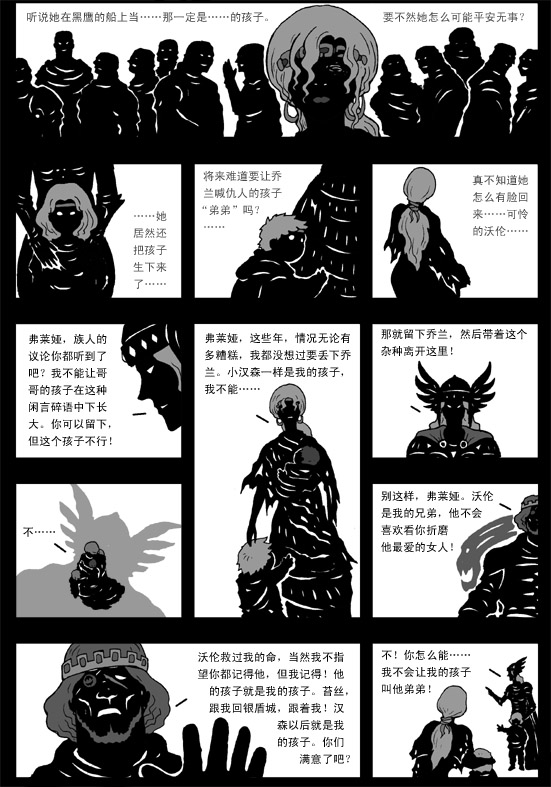 听说她在黑鹰的船上当……那一定是……的孩子。
要不然她怎么可能平安无事？
……她
居然还
把孩子
生下来
了……
将来难道要让乔
兰喊仇人的孩子
“弟弟”吗？
……
真不知道她
怎么有脸回
来……可怜
的沃伦……
弗莱娅，族人的
议论你都听到了
吧？我不能让哥
哥的孩子在这种
闲言碎语中下长
大。你可以留下，
但这个孩子不行！
弗莱娅，这些年，情况无论有
多糟糕，我都没想过要丢下乔
兰。小汉森一样是我的孩子，
我不能……
那就留下乔兰，然后带着这个
杂种离开这里！
不……
别这样，弗莱娅。沃伦
是我的兄弟，他不会
喜欢看你折磨
他最爱的女人！
沃伦救过我的命，当然我不指
望你都记得他，但我记得！他
的孩子就是我的孩子。苔丝，
跟我回银盾城，跟着我！汉
森以后就是我
的孩子。你们
满意了吧？
不！你怎么能……
我不会让我的孩子
叫他弟弟！